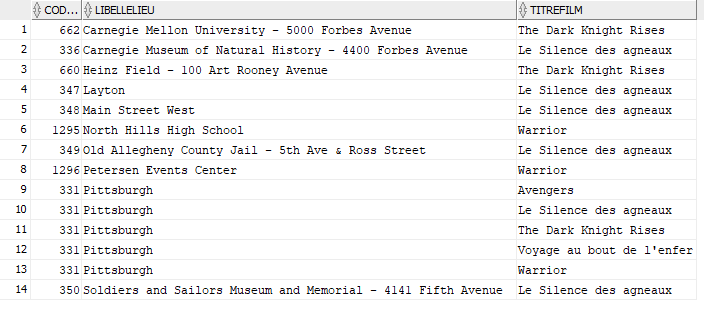 COD... LIBELLELIEU TITREFILM
1 662 Carnegie Mellon University - 5000 Forbes Avenue The Dark Knight Rises
2 336 Carnegie Museum of Natural History - 4400 Forbes Avenue Le Silence des agneaux
3 660 Heinz Field - 100 Art Rooney Avenue The Dark Knight Rises
4 347 Layton Le Silence des agneaux
5 348 Main Street West Le Silence des agneaux
6 1295 North Hills High School Warrior
7 349 Old Allegheny County Jail - 5th Ave & Ross Street Le Silence des agneaux
8 1296 Petersen Events Center Warrior
9 331 Pittsburgh Avengers
10 331 Pittsburgh Le Silence des agneaux
11 331 Pittsburgh The Dark Knight Rises
12 331 Pittsburgh Voyage au bout de l'enfer
13 331 Pittsburgh Warrior
14 350 Soldiers and Sailors Museum and Memorial - 4141 Fifth Avenue Le Silence des agneaux